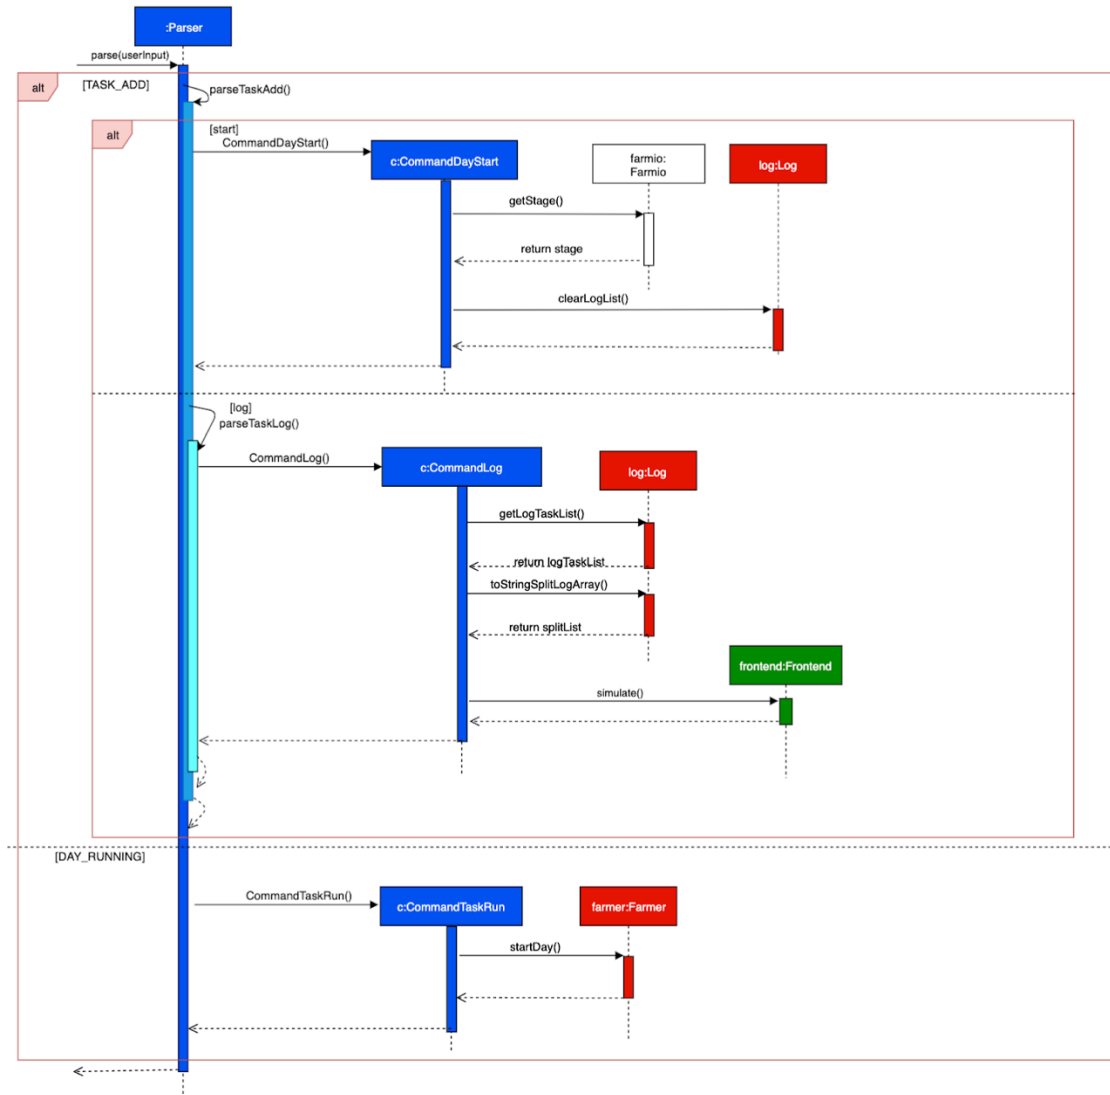 :Parser
parse(userInput)
alt
[TASK_ADD]
parseTaskAdd()
alt
[start]
CommandDayStart()
c:CommandDayStart
farmio:
Farmio
log:Log
getStage()
return stage
clearLogList()
[log]
parseTaskLog()
CommandLog()
c:CommandLog
log:Log
getLogTaskList()
return logTaskList
toStringSplitLogArray()
return splitList
frontend:Frontend
simulate()
[DAY_RUNNING]
CommandTaskRun()
c:CommandTaskRun
farmer:Farmer
startDay()